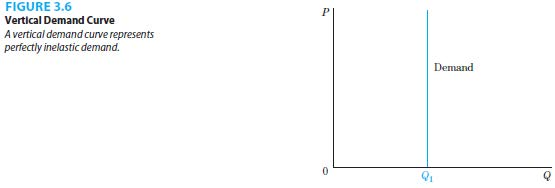 FIGURE 3.6
Vertical Demand Curve
A vertical demand curve represents
perfectly inelastic demand.
P
Demand
0
Q1
Q